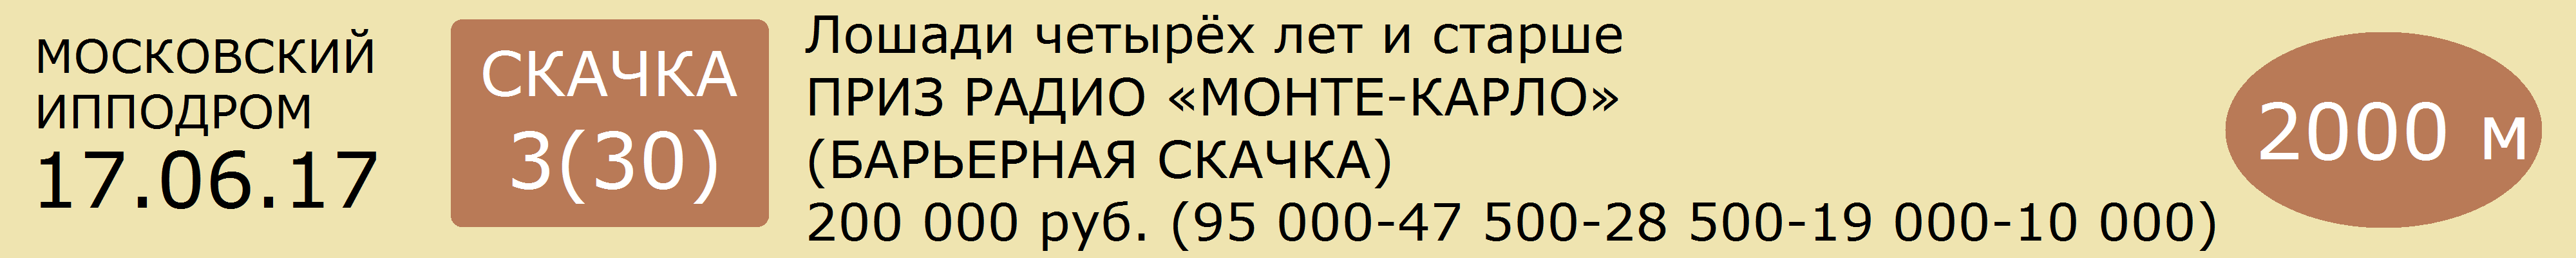 МОСКОВСКИЙ
ИППОДРОМ
17.06.17
СКАЧКА
3(30)
Лошади четырёх лет и старше
ПРИЗ РАДИО «МОНТЕ-КАРЛО»
(БАРЬЕРНАЯ СКАЧКА)
200 000 руб. (95 000-47 500-28 500-19 000-10 000)
2000 м